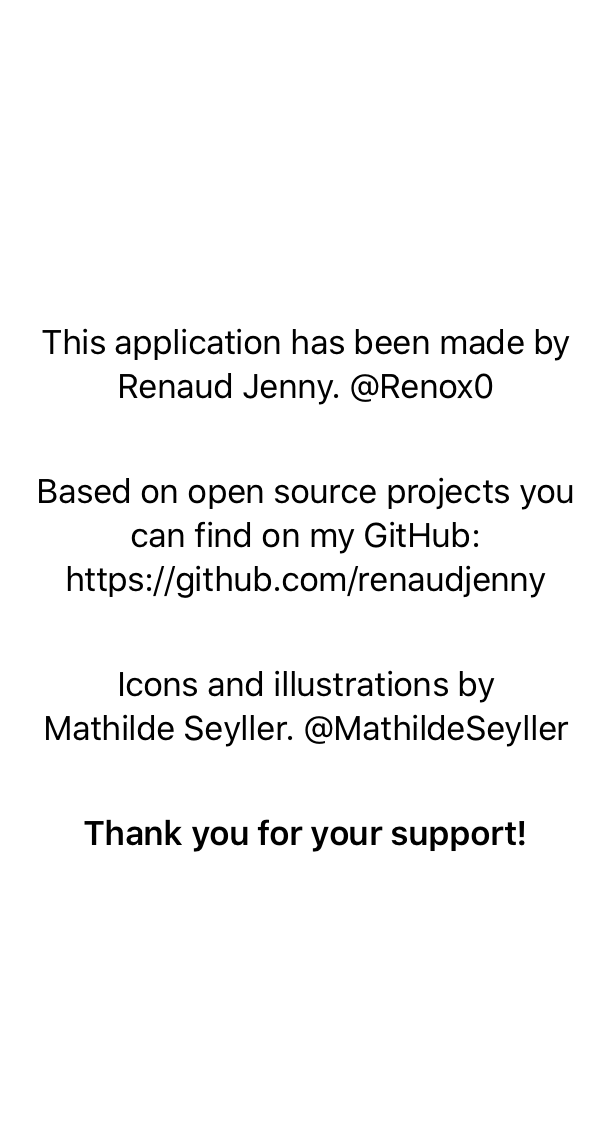 This application has been made by
Renaud Jenny. @Renox0
Based on open source projects you
can find on my GitHub:
https://github.com/renaudjenny
Icons and illustrations by
Mathilde Seyller. @MathildeSeyller
Thank you for your support!